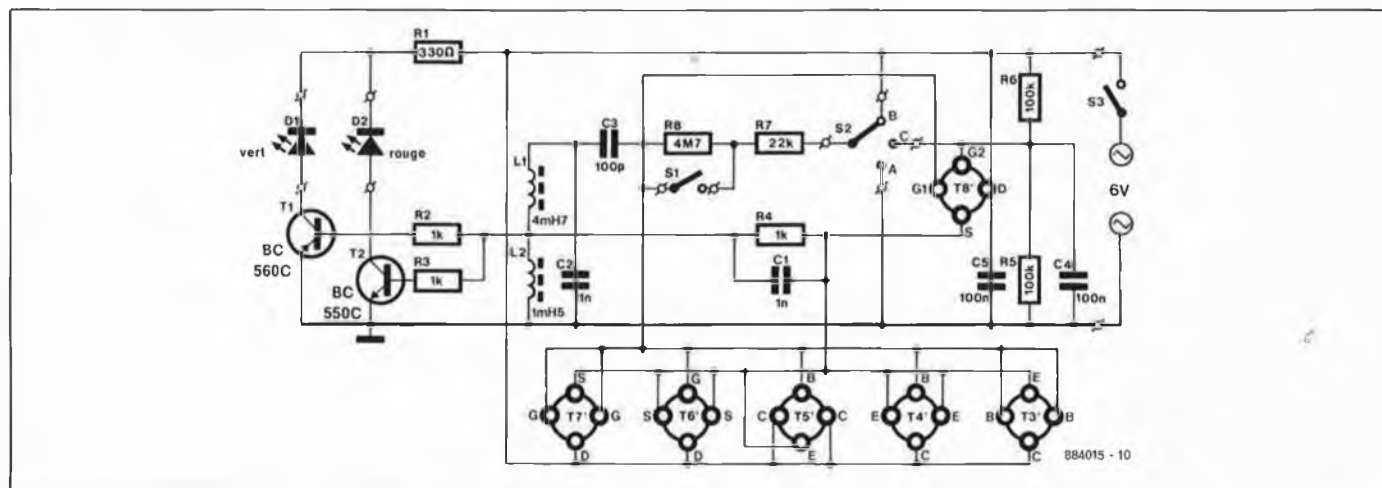 R1
330Ω
D1
D2
vert
rouge
T1
BC
560C
T2
BC
550C
R2
1k
R3
1k
L1
4mH7
L2
1mH5
C2
1n
C3
100p
R8
4M7
R7
22k
S1
S2
B
C
A
R4
1k
C1
1n
G2
G1
T8'
D
S
R6
100k
S3
6V
C5
100n
R5
100k
C4
100n
S
G
T7'
G
D
G
S
T6'
S
D
B
C
T5'
C
E
B
E
T4'
E
C
E
B
T3'
B
C
884015 - 10